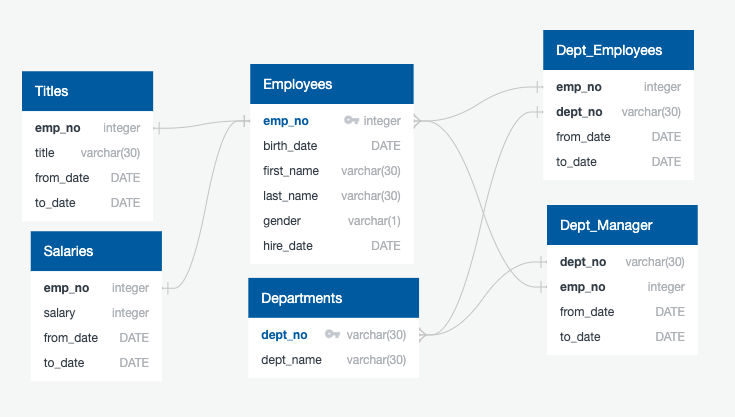 Titles
emp_no integer
title varchar(30)
from_date DATE
to_date DATE
Salaries
emp_no integer
salary integer
from_date DATE
to_date DATE
Employees
emp_no integer
birth_date DATE
first_name varchar(30)
last_name varchar(30)
gender varchar(1)
hire_date DATE
Departments
dept_no varchar(30)
dept_name varchar(30)
Dept_Employees
emp_no integer
dept_no varchar(30)
from_date DATE
to_date DATE
Dept_Manager
dept_no varchar(30)
emp_no integer
from_date DATE
to_date DATE